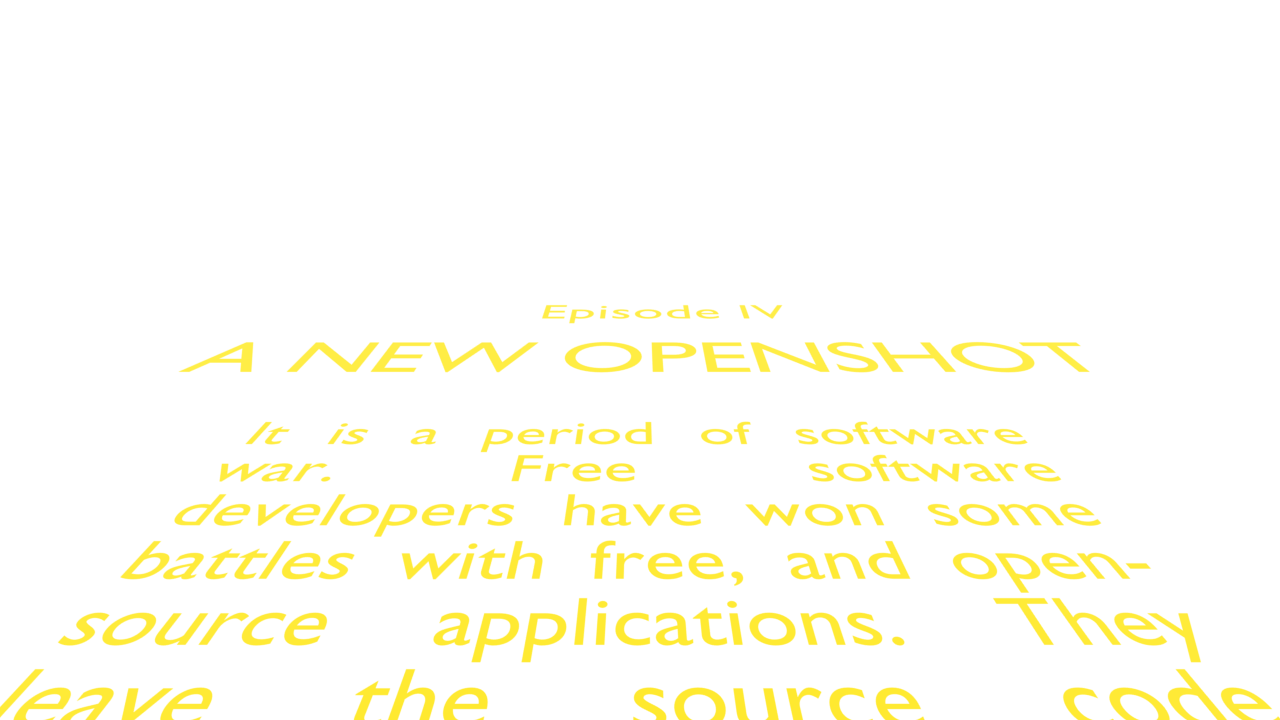 Episode IV
A NEW OPENSHOT
It is a period of software
war. Free software
developers have won some
battles with free, and open-
source applications. They
leave the source code